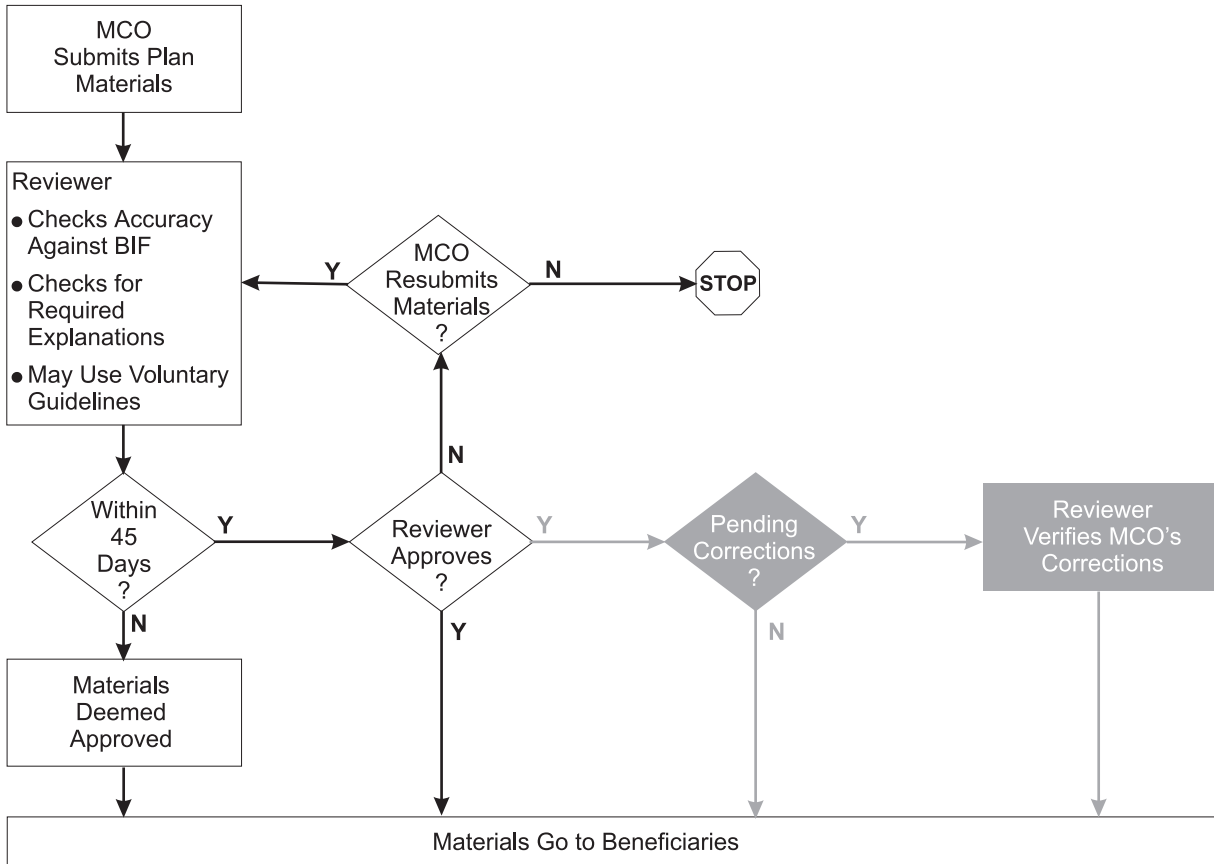 MCO
Submits Plan
Materials
Reviewer
● Checks Accuracy
Against BIF
● Checks for
Required
Explanations
● May Use Voluntary
Guidelines
Y
MCO
Resubmits
Materials
?
N
STOP
N
Within
45
Days
?
Y
Reviewer
Approves
?
Y
Pending
Corrections
?
Y
Reviewer
Verifies MCO's
Corrections
N
Y
N
Materials
Deemed
Approved
Materials Go to Beneficiaries